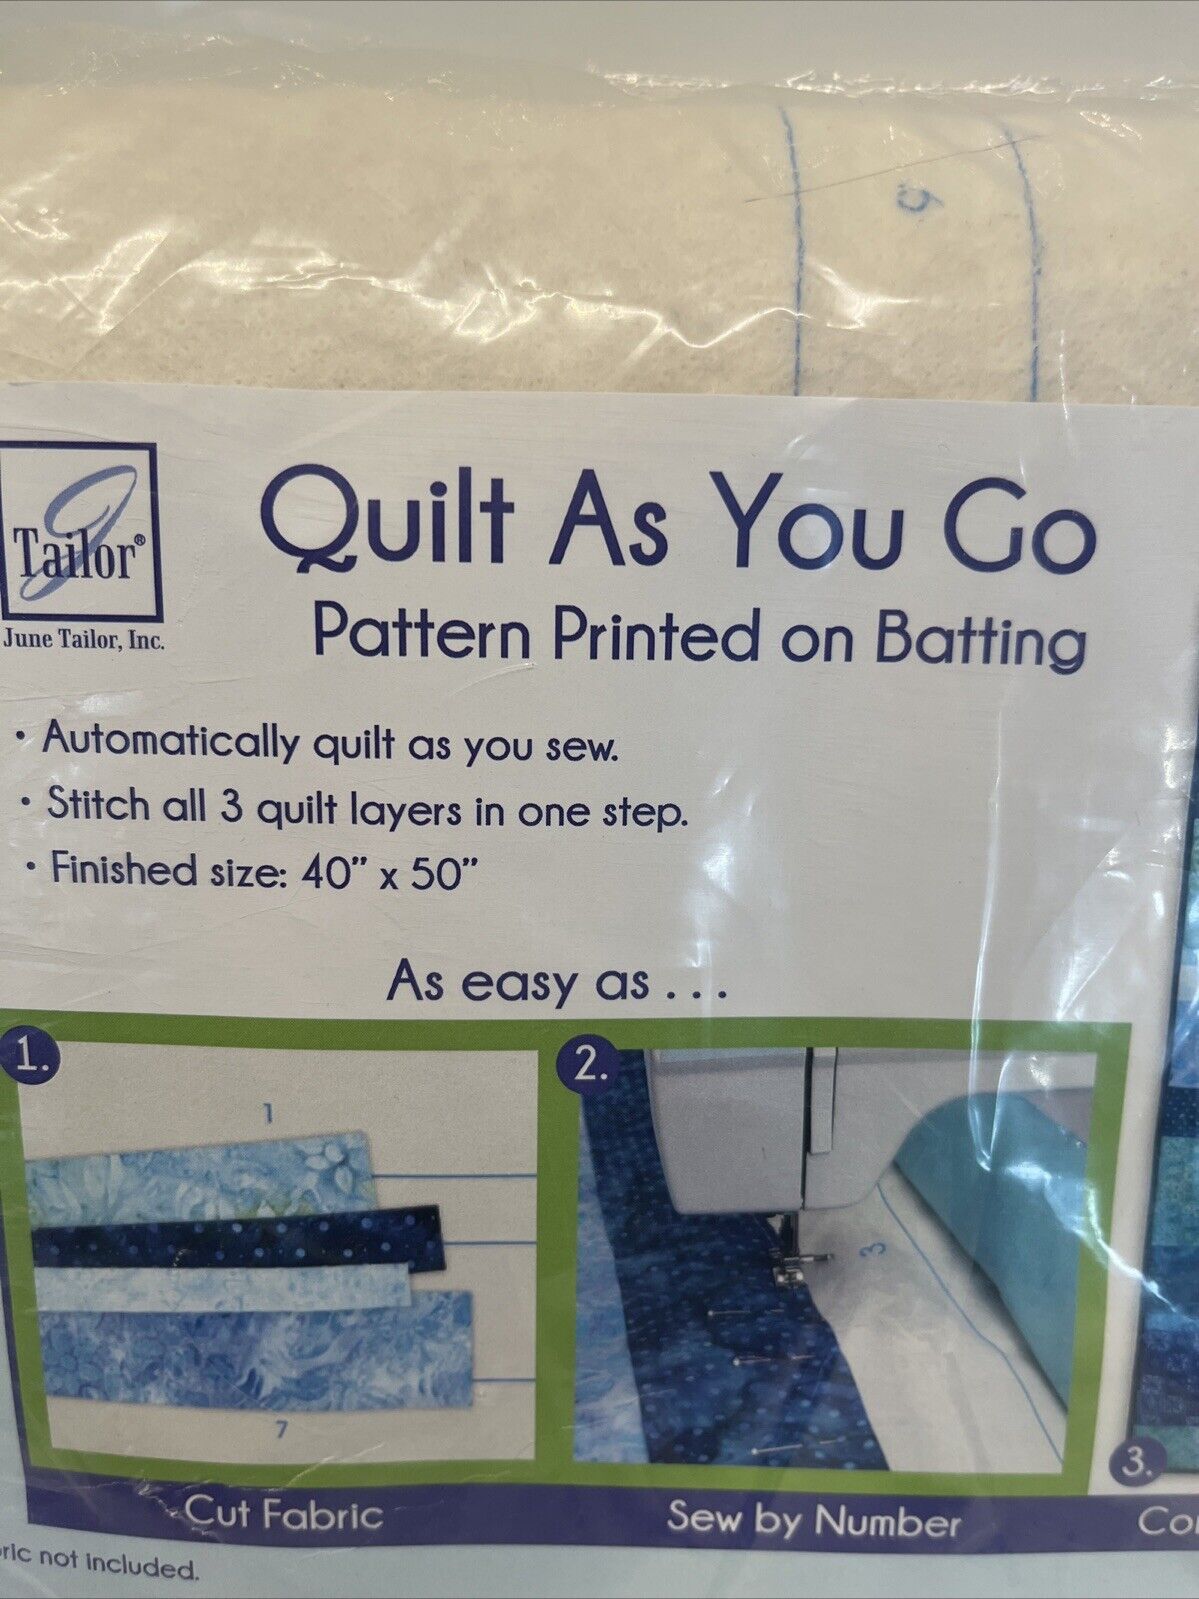 9
Tailor®
June Tailor, Inc.
Quilt As You Go
Pattern Printed on Batting
• Automatically quilt as you sew.
• Stitch all 3 quilt layers in one step.
• Finished size: 40” x 50”
As easy as . . .
1.
1
7
Cut Fabric
2.
3
Sew by Number
3.
not included.